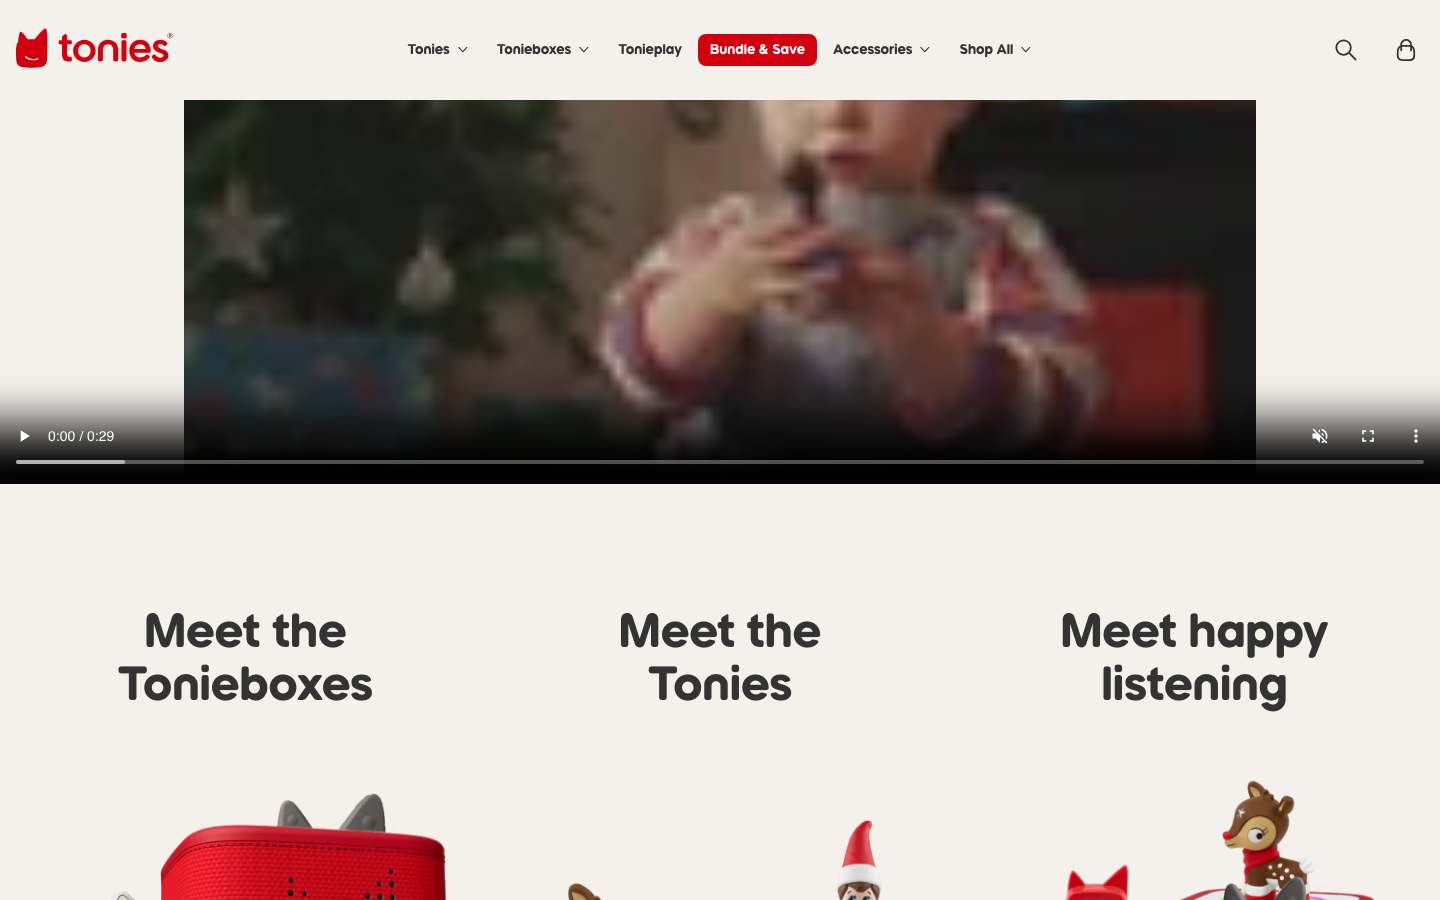 tonies®
Tonies
Tonieboxes
Tonieplay
Bundle & Save
Accessories
Shop All
0:00 / 0:29
Meet the
Tonieboxes
Meet the
Tonies
Meet happy
listening